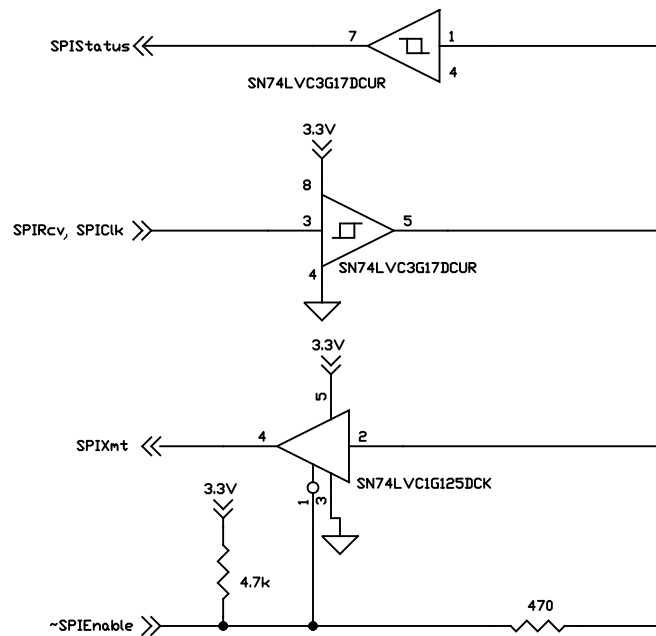 SPIStatus
7
1
4
SN74LVC3G17DCUR
3.3V
8
SPIRcv, SPIClk
3
5
4
SN74LVC3G17DCUR
3.3V
5
SPIXmt
4
2
SN74LVC1G125DCK
1
3
3.3V
4.7k
~SPIEnable
470